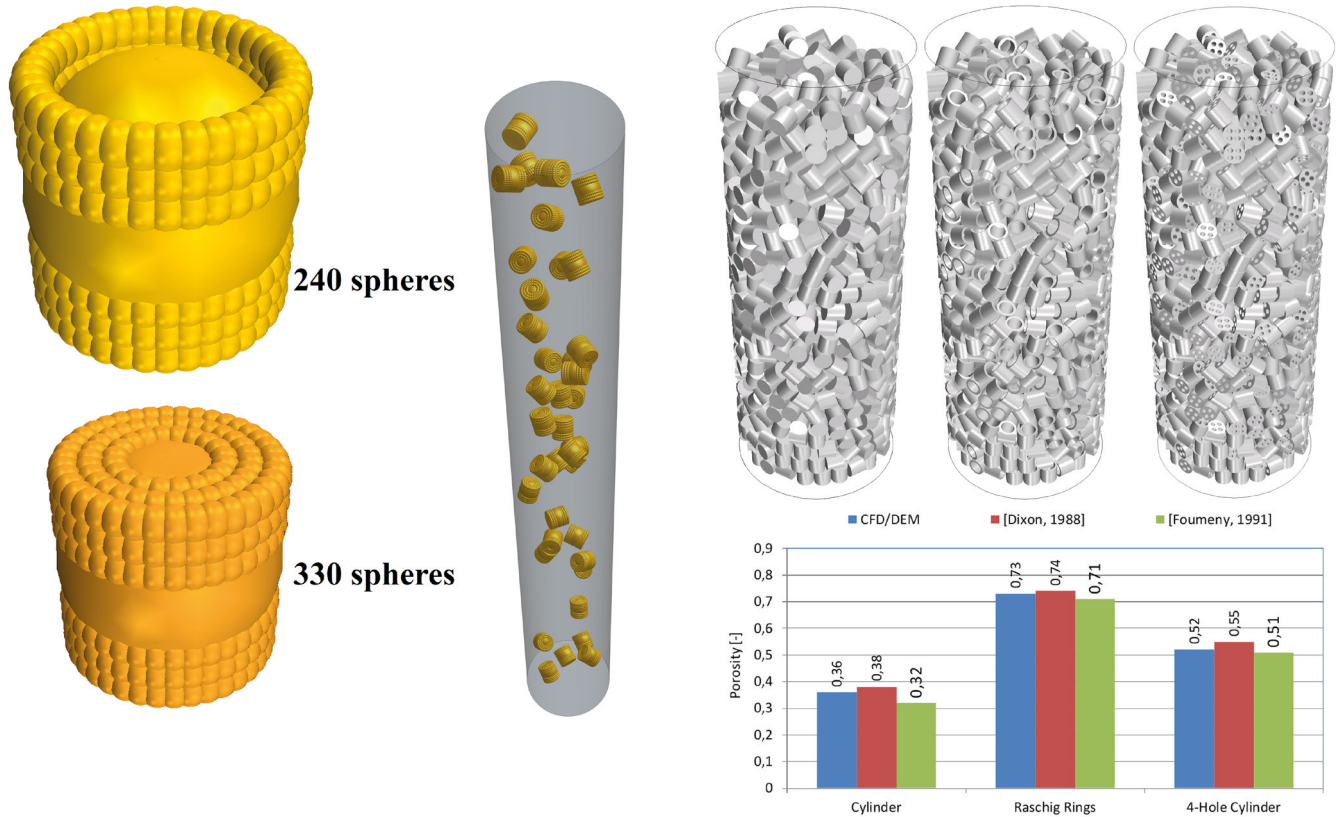 240 spheres
330 spheres
CFD/DEM [Dixon, 1988] [Foumeny, 1991]
0,9
0,8
0,7
0,6
0,5
0,4
0,3
0,2
0,1
0
Porosity [-]
0,36 0,38 0,32
0,73 0,74 0,71
0,52 0,55 0,51
Cylinder Raschig Rings 4-Hole Cylinder